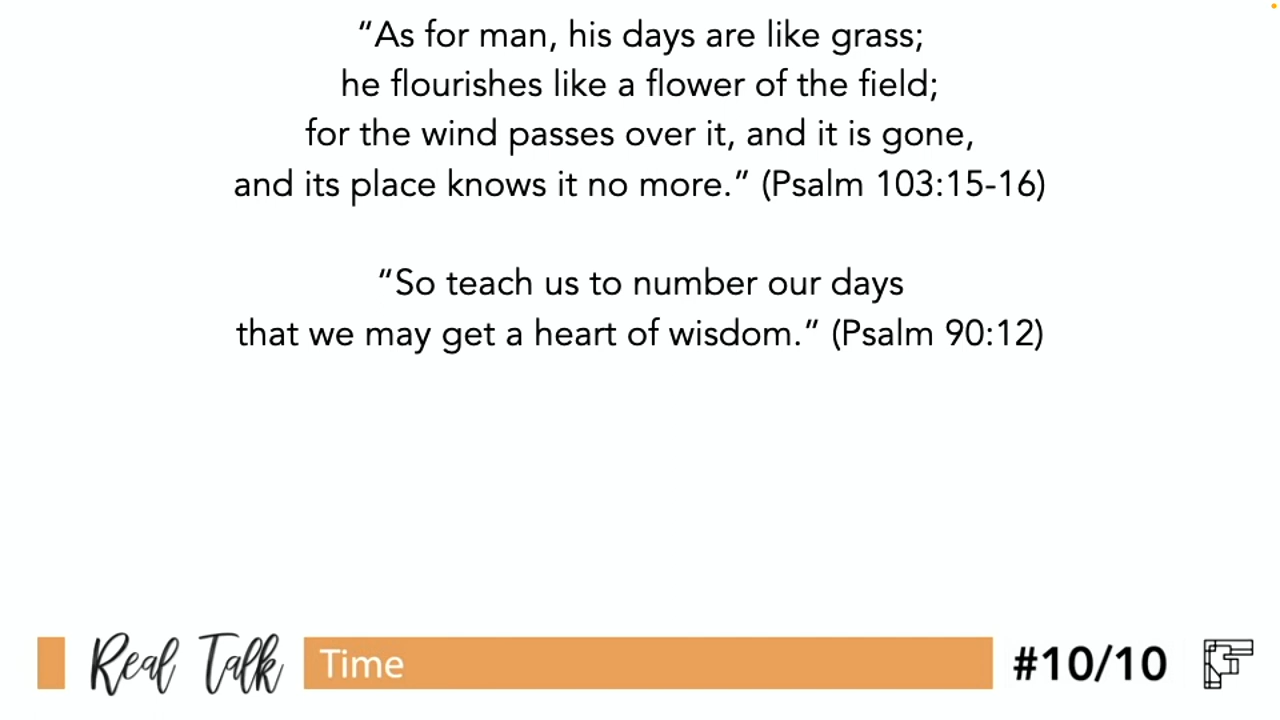 “As for man, his days are like grass;
he flourishes like a flower of the field;
for the wind passes over it, and it is gone,
and its place knows it no more.” (Psalm 103:15-16)
“So teach us to number our days
that we may get a heart of wisdom.” (Psalm 90:12)
Real Talk Time #10/10